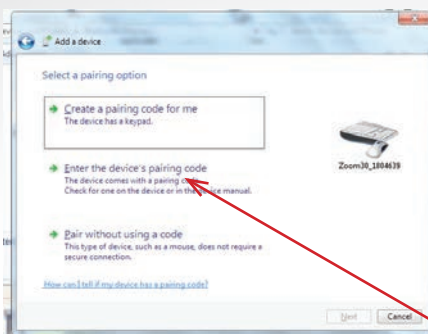 Add a device
Select a pairing option
Create a pairing code for me
The device has a keypad.
Enter the device's pairing code
Zoom30_1804639
The device comes with a pairing
Check for one on the device or in the device manual.
Pair without using a code
This type of device, such as a mouse, does not require a
secure connection.
How can I tell if my device has a pairing code?
Next
Cancel